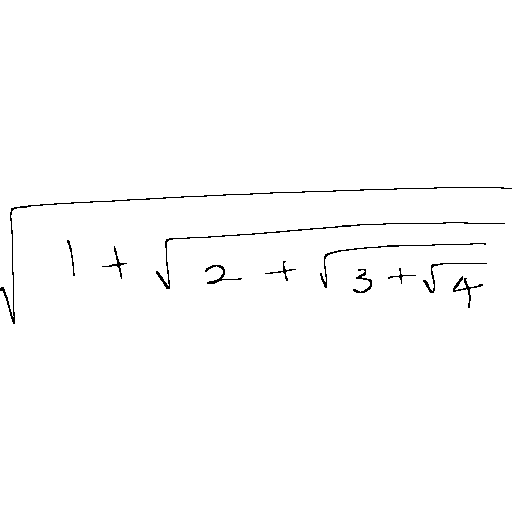 √(1 + √(2 + √(3 + √4)))